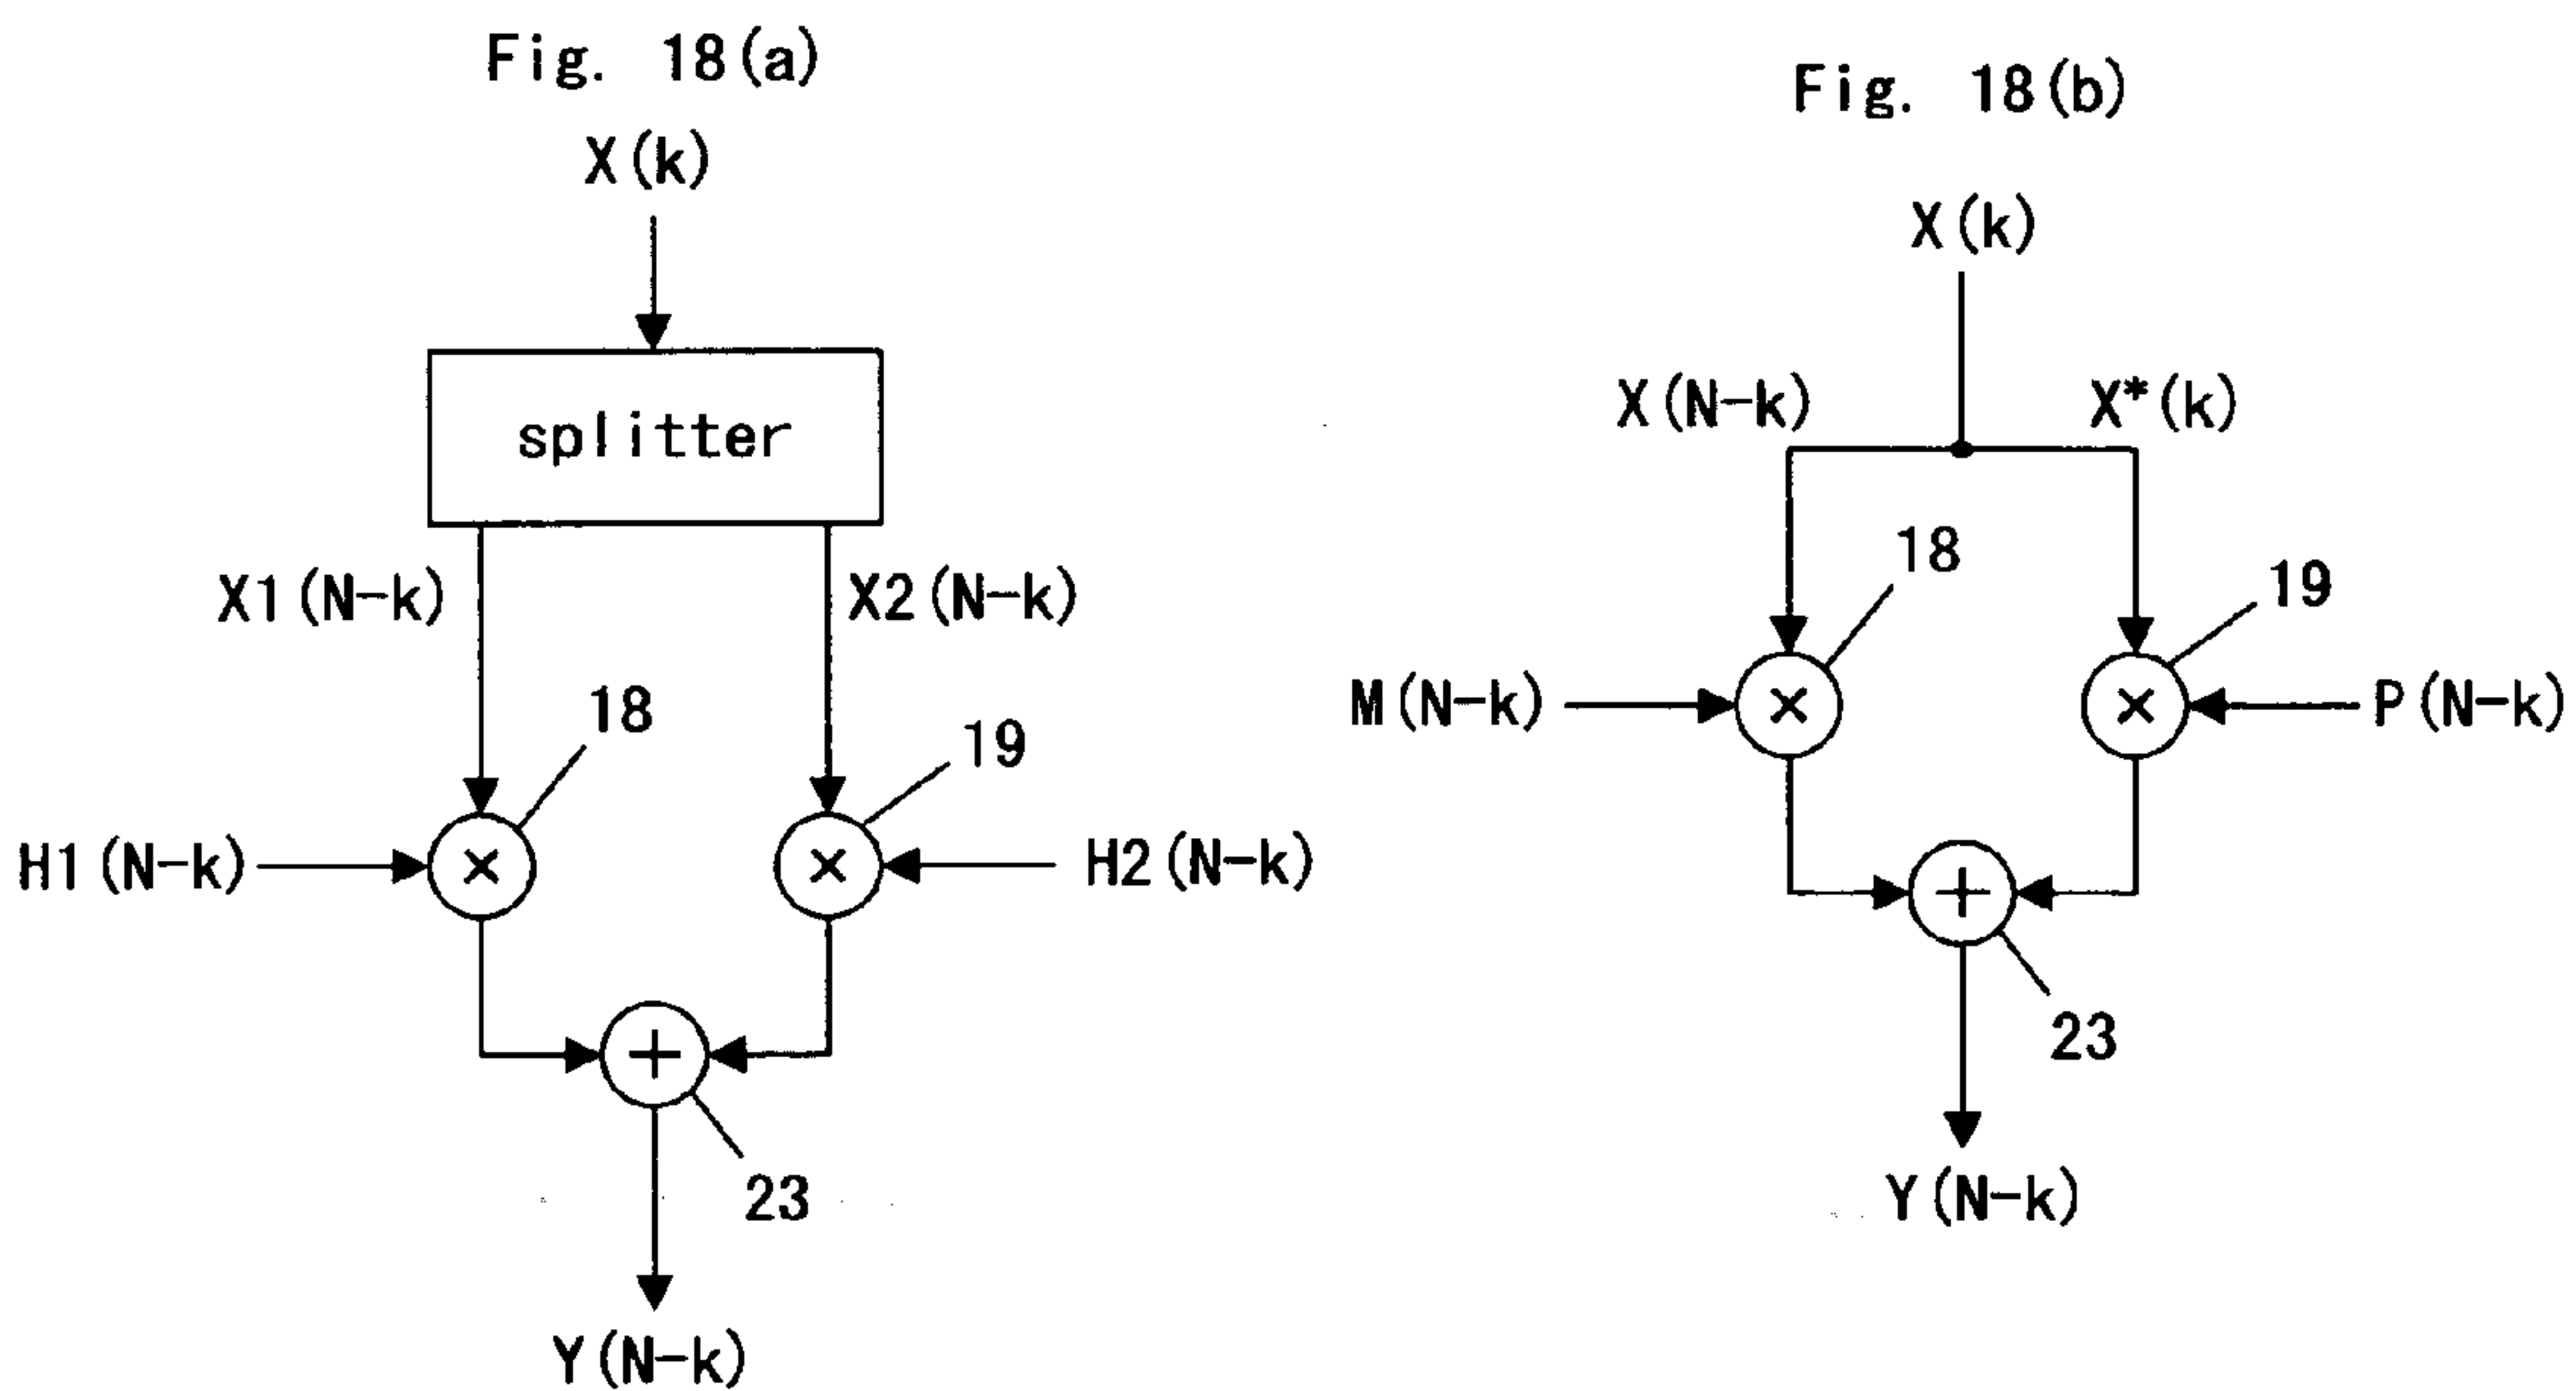 Fig. 18(a)
X(k)
splitter
X1(N-k)
X2(N-k)
18
19
H1(N-k)
×
×
H2(N-k)
+
23
Y(N-k)
Fig. 18(b)
X(k)
X(N-k)
X*(k)
18
19
M(N-k)
×
×
P(N-k)
+
23
Y(N-k)